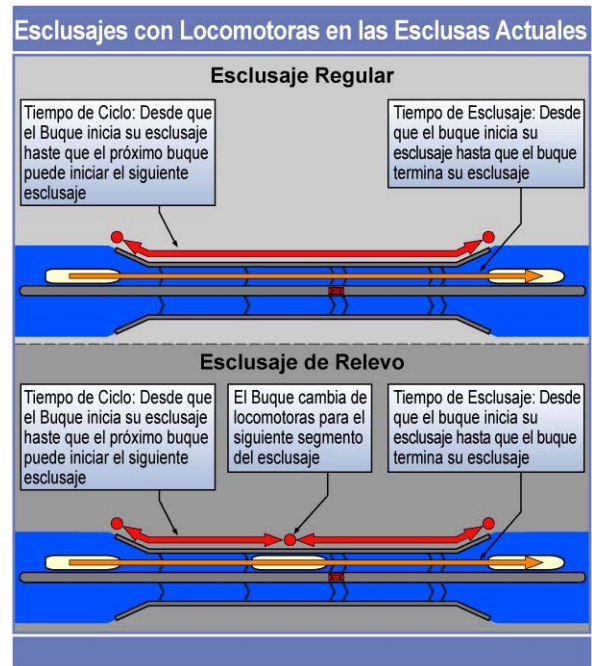 Esclusajes con Locomotoras en las Esclusas Actuales
Esclusaje Regular
Tiempo de Ciclo: Desde que
el Buque inicia su esclusaje
haste que el próximo buque
puede iniciar el siguiente
esclusaje
Tiempo de Esclusaje: Desde
que el buque inicia su
esclusaje hasta que el buque
termina su esclusaje
Esclusaje de Relevo
Tiempo de Ciclo: Desde que
el Buque inicia su esclusaje
haste que el próximo buque
puede iniciar el siguiente
esclusaje
El Buque cambia de
locomotoras para el
siguiente segmento
del esclusaje
Tiempo de Esclusaje: Desde
que el buque inicia su
esclusaje hasta que el buque
termina su esclusaje